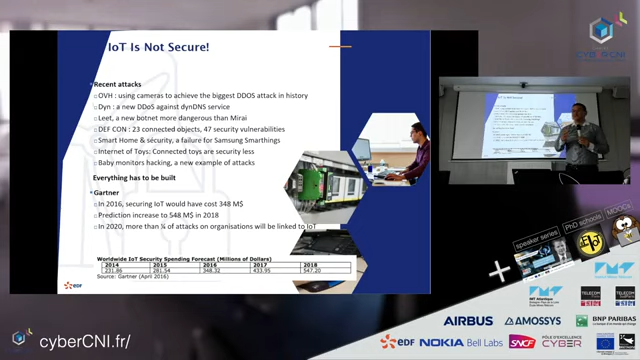 IoT Is Not Secure!
Recent attacks
OVH : using cameras to achieve the biggest DDOS attack in history
Dyn : a new DDoS against dynDNS service
Leet, a new botnet more dangerous than Mirai
DEF CON : 23 connected objects, 47 security vulnerabilities
Smart Home & security, a failure for Samsung Smarthings
Internet of Toys: Connected toys are security less
Baby monitors hacking, a new example of attacks
Everything has to be built
Gartner
In 2016, securing IoT would have cost 348 M$
Prediction increase to 548 M$ in 2018
In 2020, more than ¼ of attacks on organisations will be linked to IoT
Worldwide IoT Security Spending Forecast (Millions of Dollars)
2014 2015 2016 2017 2018
231.86 281.54 348.32 433.95 547.20
Source: Gartner (April 2016)
EDF
CYBERCNI
speaker series
PhD schools
MOOCs
IMT Atlantique
TELECOM
TELECOM
AIRBUS
AMOSSYS
BNP PARIBAS
EDF
NOKIA Bell Labs
SNCF
PÔLE D'EXCELLENCE
CYBER
cyberCNI.fr/